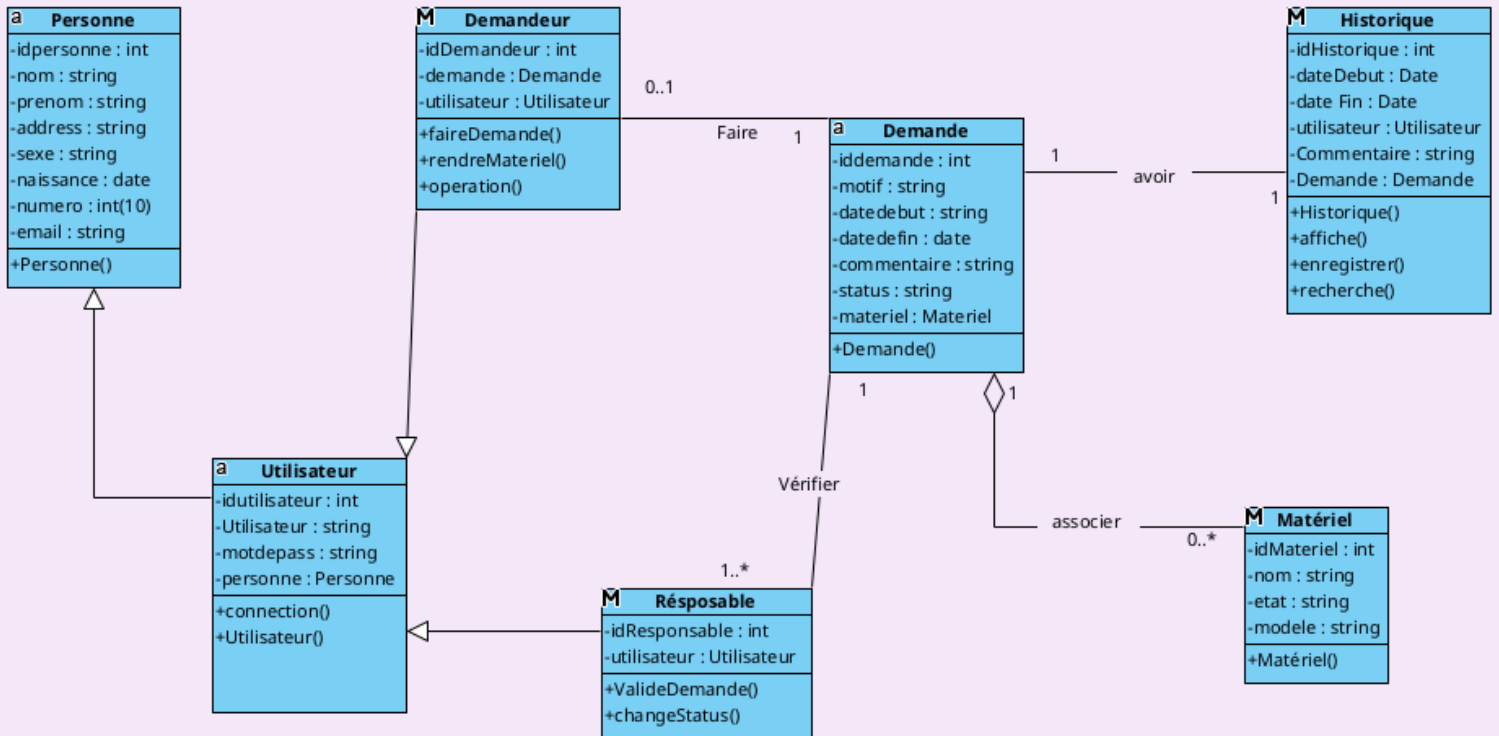 a Personne
-idpersonne : int
-nom : string
-prenom : string
-address : string
-sexe : string
-naissance : date
-numero : int(10)
-email : string
+Personne()
M Demandeur
-idDemandeur : int
-demande : Demande
-utilisateur : Utilisateur
+faireDemande()
+rendreMateriel()
+operation()
0..1
Faire
1
a Demande
-iddemande : int
-motif : string
-datedebut : string
-datedefin : date
-commentaire : string
-status : string
-materiel : Materiel
+Demande()
1
avoir
1
M Historique
-idHistorique : int
-dateDebut : Date
-date Fin : Date
-utilisateur : Utilisateur
-Commentaire : string
-Demande : Demande
+Historique()
+affiche()
+enregistrer()
+recherche()
1
1
Vérifier
1..*
associer
0..*
a Utilisateur
-idutilisateur : int
-Utilisateur : string
-motdepass : string
-personne : Personne
+connection()
+Utilisateur()
M Résposable
-idResponsable : int
-utilisateur : Utilisateur
+ValideDemande()
+changeStatus()
M Matériel
-idMateriel : int
-nom : string
-etat : string
-modele : string
+Matériel()